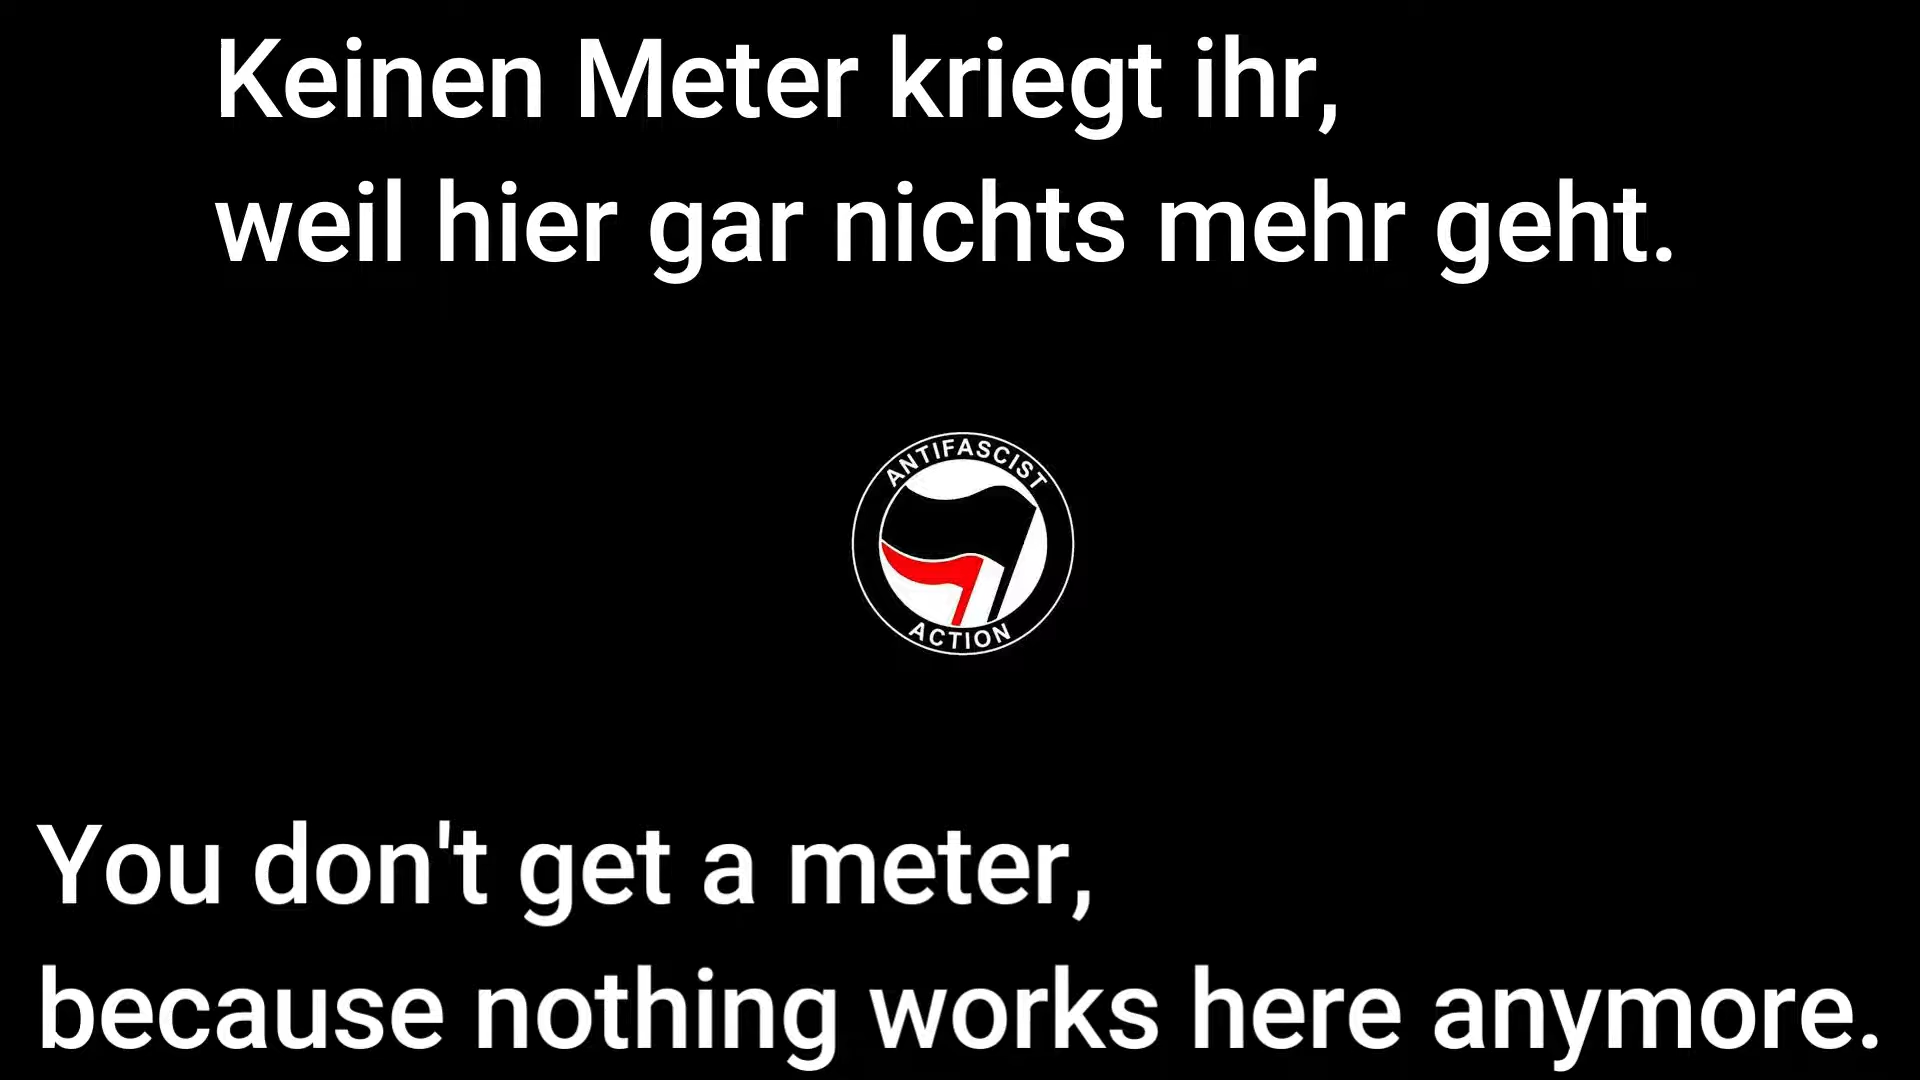 Keinen Meter kriegt ihr,
weil hier gar nichts mehr geht.
ANTIFASCIST
ACTION
You don't get a meter,
because nothing works here anymore.